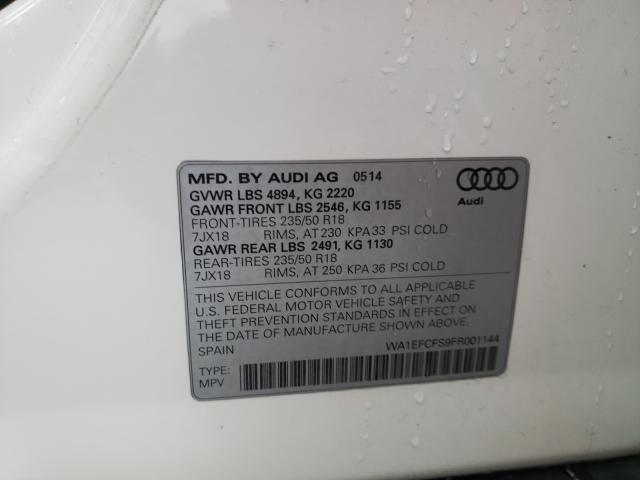 MFD. BY AUDI AG 0514
GVWR LBS 4894, KG 2220
GAWR FRONT LBS 2546, KG 1155
FRONT-TIRES 235/50 R18
7JX18 RIMS, AT 230 KPA 33 PSI COLD
GAWR REAR LBS 2491, KG 1130
REAR-TIRES 235/50 R18
7JX18 RIMS, AT 250 KPA 36 PSI COLD
Audi
THIS VEHICLE CONFORMS TO ALL APPLICABLE
U.S. FEDERAL MOTOR VEHICLE SAFETY AND
THEFT PREVENTION STANDARDS IN EFFECT ON
THE DATE OF MANUFACTURE SHOWN ABOVE.
SPAIN WA1EFCFS9FR001144
TYPE:
MPV